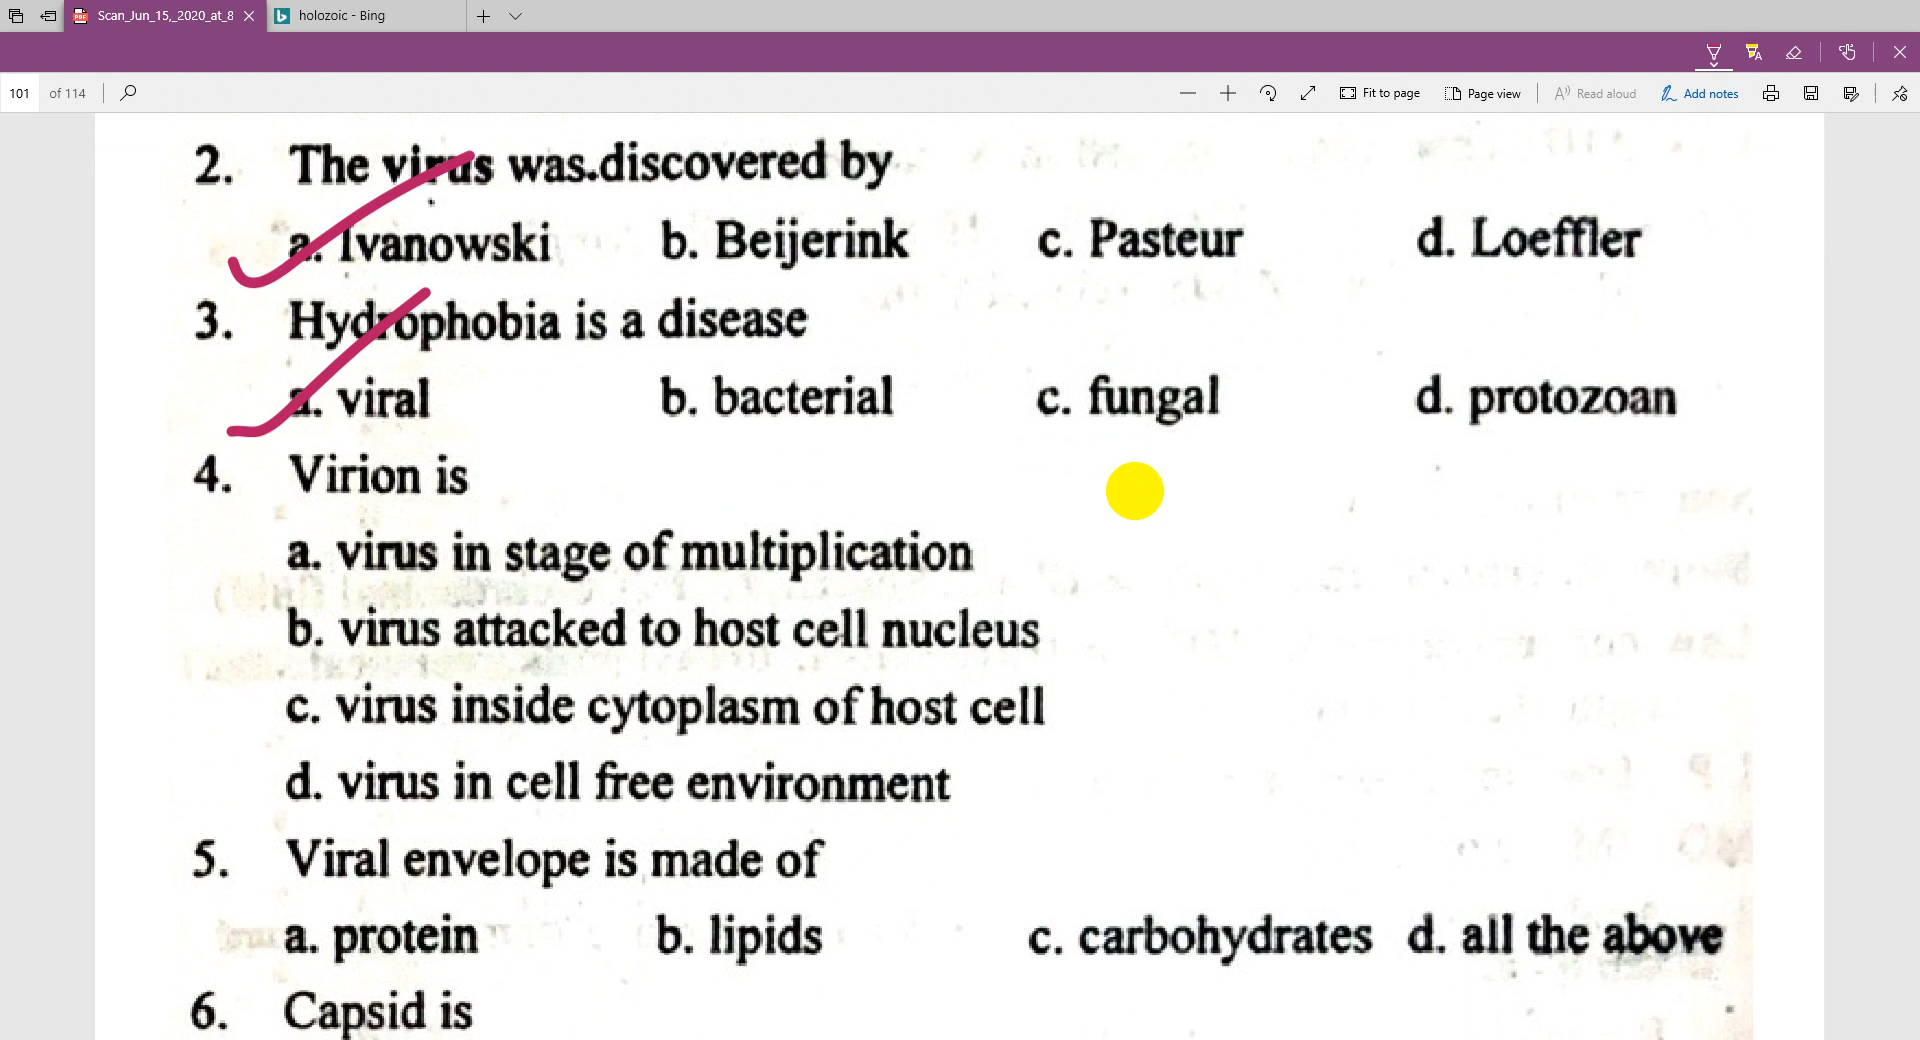 Scan_Jun_15,_2020_at_8
holozoic - Bing
101 of 114
Fit to page
Page view
Read aloud
Add notes
2. The virus was.discovered by
a. Ivanowski b. Beijerink c. Pasteur d. Loeffler
3. Hydrophobia is a disease
a. viral b. bacterial c. fungal d. protozoan
4. Virion is
a. virus in stage of multiplication
b. virus attacked to host cell nucleus
c. virus inside cytoplasm of host cell
d. virus in cell free environment
5. Viral envelope is made of
a. protein b. lipids c. carbohydrates d. all the above
6. Capsid is